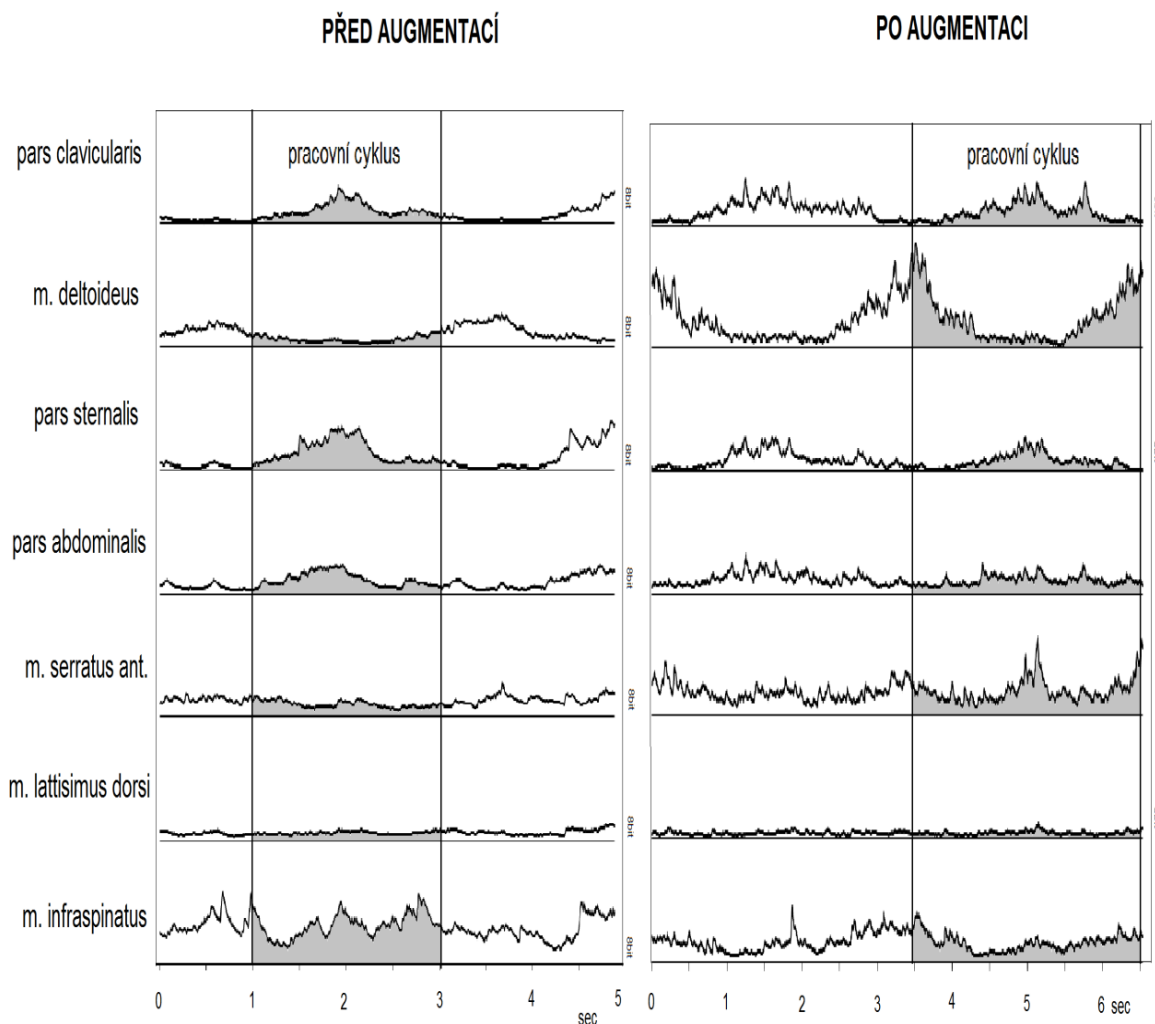 PŘED AUGMENTACÍ
PO AUGMENTACI
pars clavicularis
pracovní cyklus
pracovní cyklus
8bit
m. deltoideus
8bit
pars sternalis
8bit
pars abdominalis
8bit
m. serratus ant.
8bit
m. lattisimus dorsi
8bit
m. infraspinatus
8bit
0 1 2 3 4 5
sec
0 1 2 3 4 5 6 sec